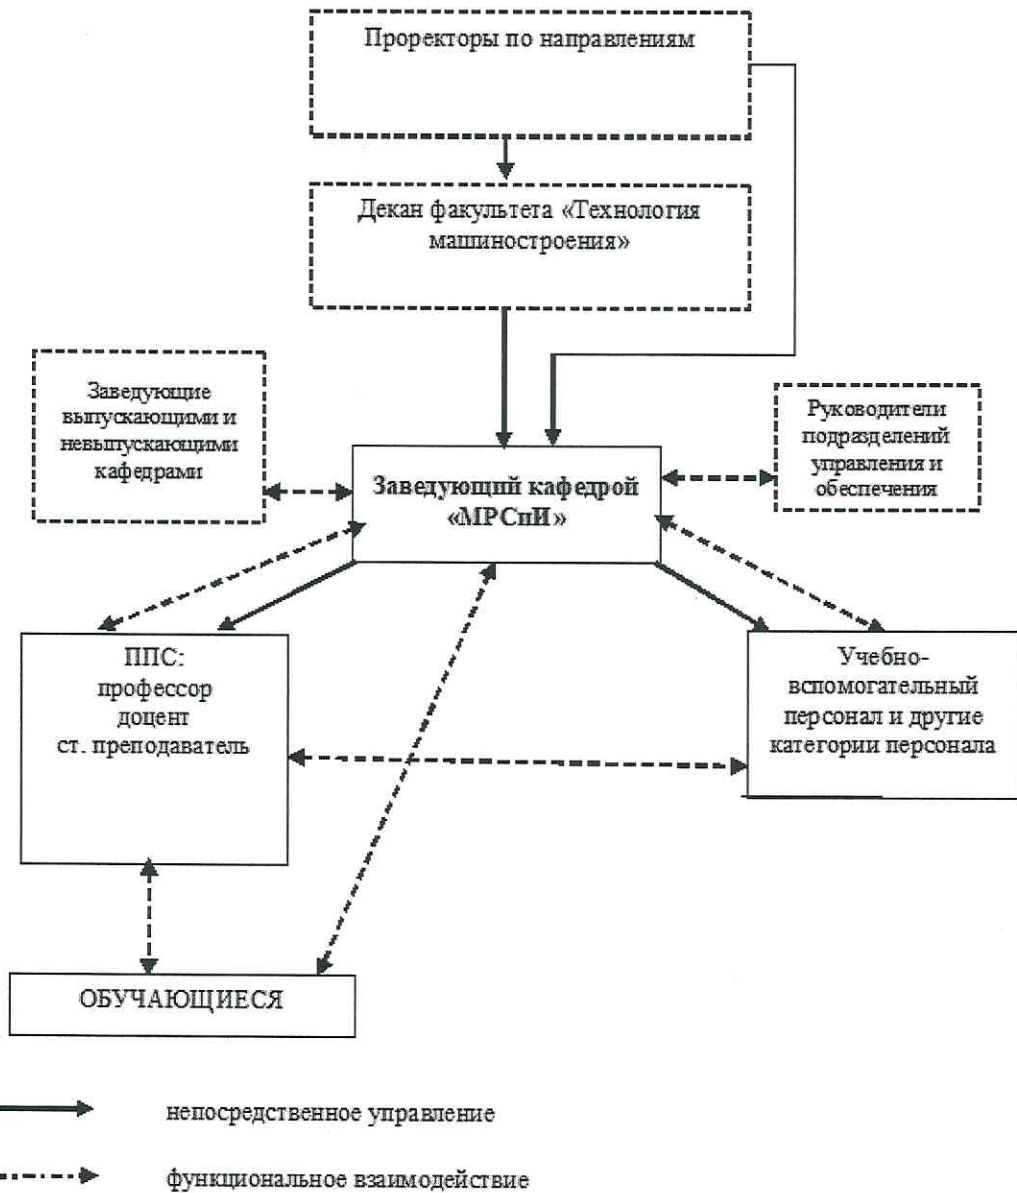 Проректоры по направлениям
Декан факультета «Технология
машиностроения»
Заведующие
выпускающими и
невыпускающими
кафедрами
Руководители
подразделений
управления и
обеспечения
Заведующий кафедрой
«МРСпИ»
ППС:
профессор
доцент
ст. преподаватель
Учебно-
вспомогательный
персонал и другие
категории персонала
ОБУЧАЮЩИЕСЯ
непосредственное управление
функциональное взаимодействие